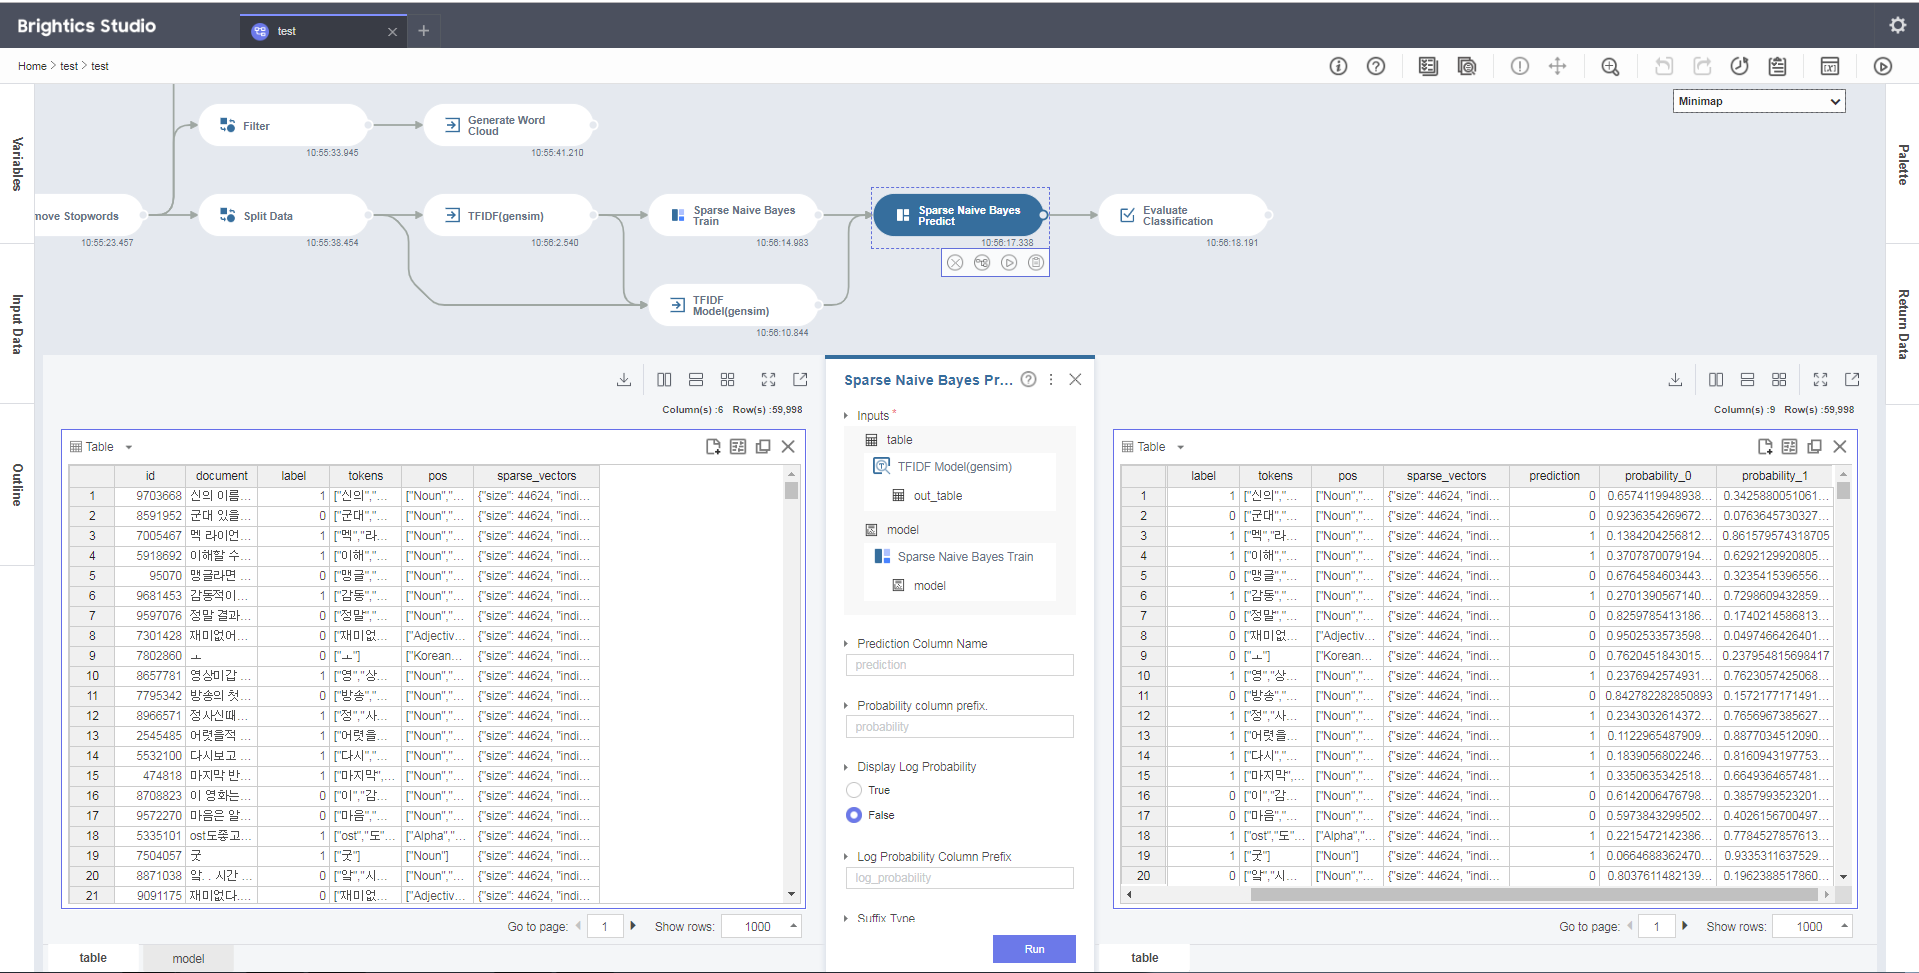 Brightics Studio
test
Home > test > test
Minimap
Variables
Input Data
Outline
Palette
Return Data
Filter
10:55:33.945
Generate Word
Cloud
10:55:41.210
move Stopwords
10:55:23.457
Split Data
10:55:38.454
TFIDF(gensim)
10:56:2.540
Sparse Naive Bayes
Train
10:56:14.983
Sparse Naive Bayes
Predict
10:56:17.338
Evaluate
Classification
10:56:18.191
TFIDF
Model(gensim)
10:56:10.844
Column(s) :6 Row(s) :59,998
Table
id document label tokens pos sparse_vectors
1 9703668 신의 이름... 1 ["신의","... ["Noun","... {"size": 44624, "indi...
2 8591952 군대 있을... 0 ["군대","... ["Noun","... {"size": 44624, "indi...
3 7005467 멕 라이언... 1 ["멕","라... ["Noun","... {"size": 44624, "indi...
4 5918692 이해할 수... 1 ["이해","... ["Noun","... {"size": 44624, "indi...
5 95070 맹글라면 ... 0 ["맹글","... ["Noun","... {"size": 44624, "indi...
6 9681453 감동적이... 1 ["감동","... ["Noun","... {"size": 44624, "indi...
7 9597076 정말 결과... 0 ["정말","... ["Noun","... {"size": 44624, "indi...
8 7301428 재미없어... 0 ["재미없... ["Adjectiv... {"size": 44624, "indi...
9 7802860 ㅗ 0 ["ㅗ"] ["Korean... {"size": 44624, "indi...
10 8657781 영상미갑 ... 1 ["영","상... ["Noun","... {"size": 44624, "indi...
11 7795342 방송의 첫... 0 ["방송","... ["Noun","... {"size": 44624, "indi...
12 8966571 정사신때... 1 ["정","사... ["Noun","... {"size": 44624, "indi...
13 2545485 어렷을적 ... 1 ["어렷을... ["Noun","... {"size": 44624, "indi...
14 5532100 다시보고 ... 1 ["다시","... ["Noun","... {"size": 44624, "indi...
15 474818 마지막 반... 1 ["마지막",... ["Noun","... {"size": 44624, "indi...
16 8708823 이 영화는... 0 ["이","감... ["Noun","... {"size": 44624, "indi...
17 9572270 마음은 알... 0 ["마음","... ["Noun","... {"size": 44624, "indi...
18 5335101 ost도좋고... 1 ["ost","도"... ["Alpha","... {"size": 44624, "indi...
19 7504057 굿 1 ["굿"] ["Noun"] {"size": 44624, "indi...
20 8871038 악. . 시간 ... 0 ["악","시... ["Noun","... {"size": 44624, "indi...
21 9091175 재미없다.... 0 ["재미없... ["Adjectiv... {"size": 44624, "indi...
Go to page: 1 Show rows: 1000
table model
Sparse Naive Bayes Pr...
Inputs *
table
TFIDF Model(gensim)
out_table
model
Sparse Naive Bayes Train
model
Prediction Column Name
prediction
Probability column prefix.
probability
Display Log Probability
True
False
Log Probability Column Prefix
log_probability
Suffix Type
Run
Column(s) :9 Row(s) :59,998
Table
label tokens pos sparse_vectors prediction probability_0 probability_1
1 1 ["신의","... ["Noun","... {"size": 44624, "indi... 0 0.6574119948938... 0.3425880051061...
2 0 ["군대","... ["Noun","... {"size": 44624, "indi... 0 0.9236354269672... 0.0763645730327...
3 1 ["멕","라... ["Noun","... {"size": 44624, "indi... 1 0.1384204256812... 0.861579574318705
4 1 ["이해","... ["Noun","... {"size": 44624, "indi... 1 0.3707870079194... 0.6292129920805...
5 0 ["맹글","... ["Noun","... {"size": 44624, "indi... 0 0.6764584603443... 0.3235415396556...
6 1 ["감동","... ["Noun","... {"size": 44624, "indi... 1 0.2701390567140... 0.7298609432859...
7 0 ["정말","... ["Noun","... {"size": 44624, "indi... 0 0.8259785413186... 0.1740214586813...
8 0 ["재미없... ["Adjectiv... {"size": 44624, "indi... 0 0.9502533573598... 0.0497466426401...
9 0 ["ㅗ"] ["Korean... {"size": 44624, "indi... 0 0.7620451843015... 0.237954815698417
10 1 ["영","상... ["Noun","... {"size": 44624, "indi... 1 0.2376942574931... 0.7623057425068...
11 0 ["방송","... ["Noun","... {"size": 44624, "indi... 0 0.842782282850893 0.1572177171491...
12 1 ["정","사... ["Noun","... {"size": 44624, "indi... 1 0.2343032614372... 0.7656967385627...
13 1 ["어렷을... ["Noun","... {"size": 44624, "indi... 1 0.1122965487909... 0.8877034512090...
14 1 ["다시","... ["Noun","... {"size": 44624, "indi... 1 0.1839056802246... 0.8160943197753...
15 1 ["마지막",... ["Noun","... {"size": 44624, "indi... 1 0.3350635342518... 0.6649364657481...
16 0 ["이","감... ["Noun","... {"size": 44624, "indi... 0 0.6142006476798... 0.3857993523201...
17 0 ["마음","... ["Noun","... {"size": 44624, "indi... 0 0.5973843299502... 0.4026156700497...
18 1 ["ost","도"... ["Alpha","... {"size": 44624, "indi... 1 0.2215472142386... 0.7784527857613...
19 1 ["굿"] ["Noun"] {"size": 44624, "indi... 1 0.0664688362470... 0.9335311637529...
20 0 ["악","시... ["Noun","... {"size": 44624, "indi... 0 0.8037611482139... 0.1962388517860...
Go to page: 1 Show rows: 1000
table